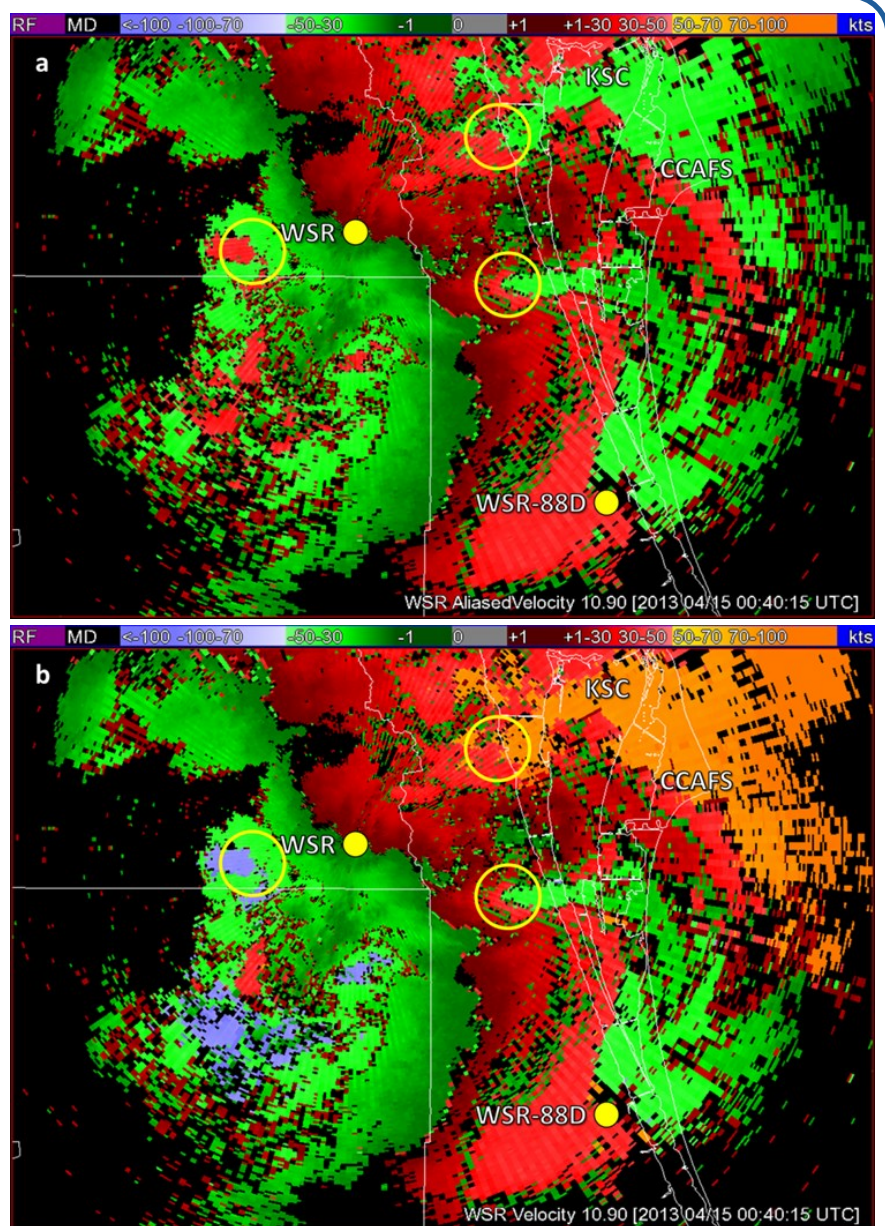 RF MD <-100 -100-70 -50-30 -1 0 +1 +1-30 30-50 50-70 70-100 kts
a
KSC
CCAFS
WSR
WSR-88D
WSR AliasedVelocity 10.90 [2013 04/15 00:40:15 UTC]
RF MD <-100 -100-70 -50-30 -1 0 +1 +1-30 30-50 50-70 70-100 kts
b
KSC
CCAFS
WSR
WSR-88D
WSR Velocity 10.90 [2013 04/15 00:40:15 UTC]